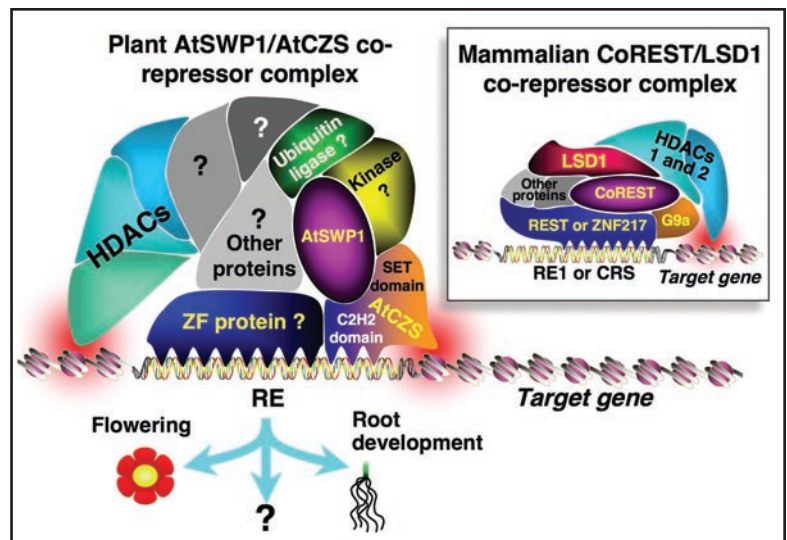 Plant AtSWP1/AtCZS co-
repressor complex
?
?
Ubiquitin
ligase ?
Kinase
?
HDACs
?
Other
proteins
AtSWP1
SET
domain
AtCZS
ZF protein ?
C2H2
domain
RE
Target gene
Flowering
Root
development
?
Mammalian CoREST/LSD1
co-repressor complex
HDACs
1 and 2
LSD1
Other
proteins
CoREST
REST or ZNF217
G9a
RE1 or CRS
Target gene